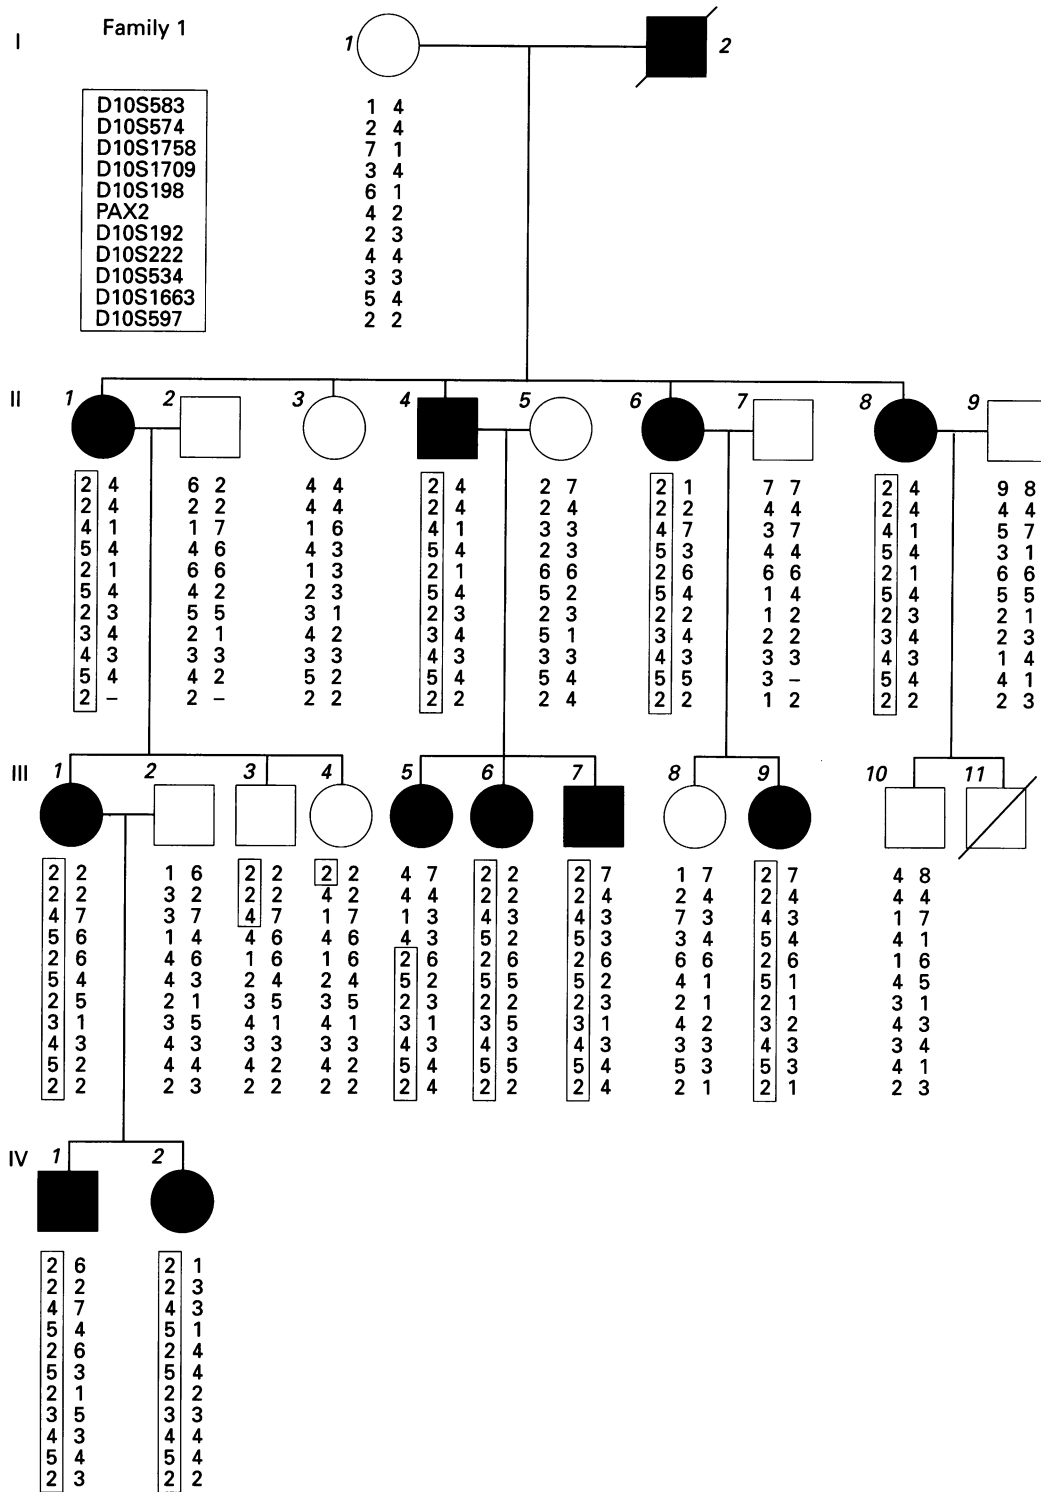 I Family 1 1 2
D10S583 1 4
D10S574 2 4
D10S1758 7 1
D10S1709 3 4
D10S198 6 1
PAX2 4 2
D10S192 2 3
D10S222 4 4
D10S534 3 3
D10S1663 5 4
D10S597 2 2
II 1 2 3 4 5 6 7 8 9
2 4 6 2 4 4 2 4 2 7 2 1 7 7 2 4 9 8
2 4 2 2 4 4 2 4 2 4 2 2 4 4 2 4 4 4
4 1 1 7 1 6 4 1 3 3 4 7 3 7 4 1 5 7
5 4 4 6 4 3 5 4 2 3 5 3 4 4 5 4 3 1
2 1 6 6 1 3 2 1 6 6 2 6 6 6 2 1 6 6
5 4 4 2 2 3 5 4 5 2 5 4 1 4 5 4 5 5
2 3 5 5 3 1 2 3 2 3 2 2 1 2 2 3 2 1
3 4 2 1 4 2 3 4 5 1 3 4 2 2 3 4 2 3
4 3 3 3 3 3 4 3 3 3 4 3 3 3 4 3 1 4
5 4 4 2 5 2 5 4 5 4 5 5 3 – 5 4 4 1
2 – 2 – 2 2 2 2 2 4 2 2 1 2 2 2 2 3
III 1 2 3 4 5 6 7 8 9 10 11
2 2 1 6 2 2 2 2 4 7 2 2 2 7 1 7 2 7 4 8
2 2 3 2 2 2 4 2 4 4 2 2 2 4 2 4 2 4 4 4
4 7 3 7 4 7 1 7 1 3 4 3 4 3 7 3 4 3 1 7
5 6 1 4 4 6 4 6 4 3 5 2 5 3 3 4 5 4 4 1
2 6 4 6 1 6 1 6 2 6 2 6 2 6 6 6 2 6 1 6
5 4 4 3 2 4 2 4 5 2 5 5 5 2 4 1 5 1 4 5
2 5 2 1 3 5 3 5 2 3 2 2 2 3 2 1 2 1 3 1
3 1 3 5 4 1 4 1 3 1 3 5 3 1 4 2 3 2 4 3
4 3 4 3 3 3 3 3 4 3 4 3 4 3 3 3 4 3 3 4
5 2 4 4 4 2 4 2 5 4 5 5 5 4 5 3 5 3 4 1
2 2 2 3 2 2 2 2 2 4 2 2 2 4 2 1 2 1 2 3
IV 1 2
2 6 2 1
2 2 2 3
4 7 4 3
5 4 5 1
2 6 2 4
5 3 5 4
2 1 2 2
3 5 3 3
4 3 4 4
5 4 5 4
2 3 2 2